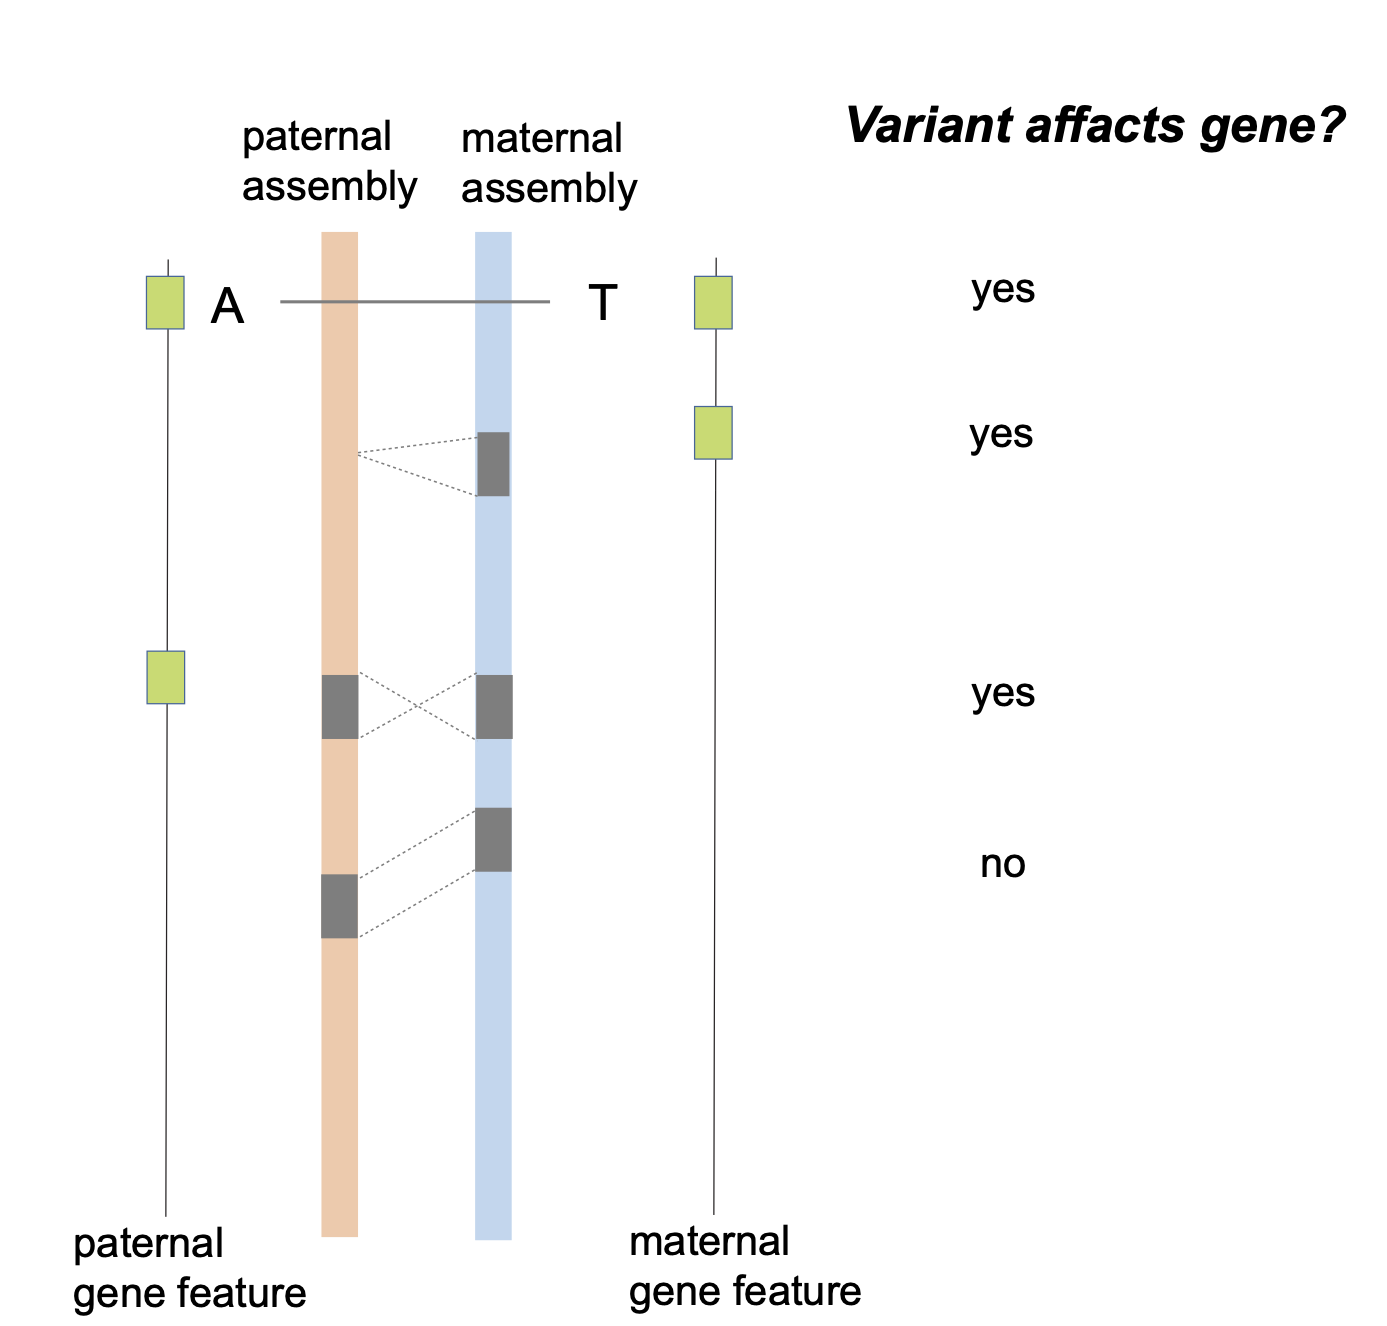 Variant affacts gene?
paternal
assembly
maternal
assembly
A
T
yes
yes
yes
no
paternal
gene feature
maternal
gene feature